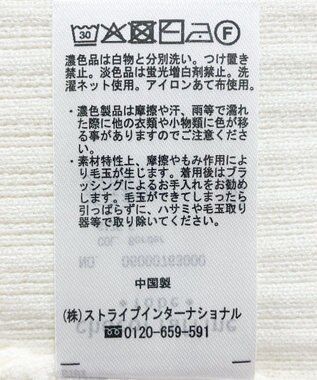 30
F
濃色品は白物と分別洗い。つけ置き
禁止。淡色品は蛍光増白剤禁止。洗
濯ネット使用。アイロンあて布使用。
・濃色製品は摩擦や汗、雨等で濡れ
た際に他の衣類や小物類に色が移
る事がありますのでご注意くださ
い。
・素材特性上、摩擦やもみ作用によ
り毛玉が生じます。着用後はブラ
ッシングによるお手入れをお勧め
します。毛玉ができてしまったら
引っぱらずに、ハサミや毛玉取り
器等で取り除いてください。
中国製
(株)ストライプインターナショナル
0120-659-591